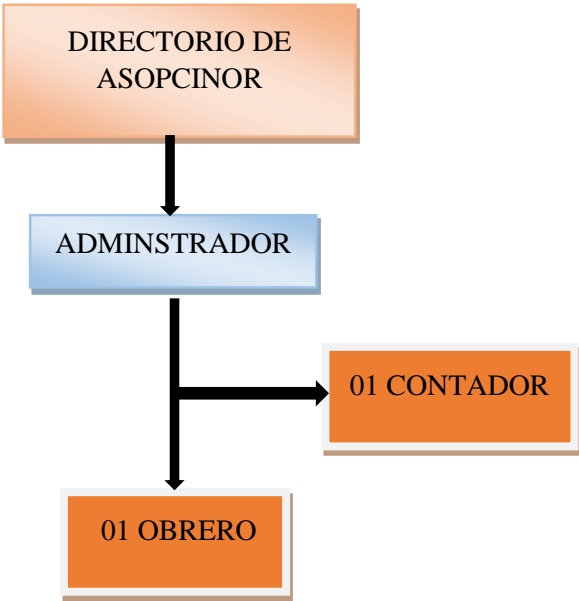 DIRECTORIO DE
ASOPCINOR
ADMINSTRADOR
01 CONTADOR
01 OBRERO